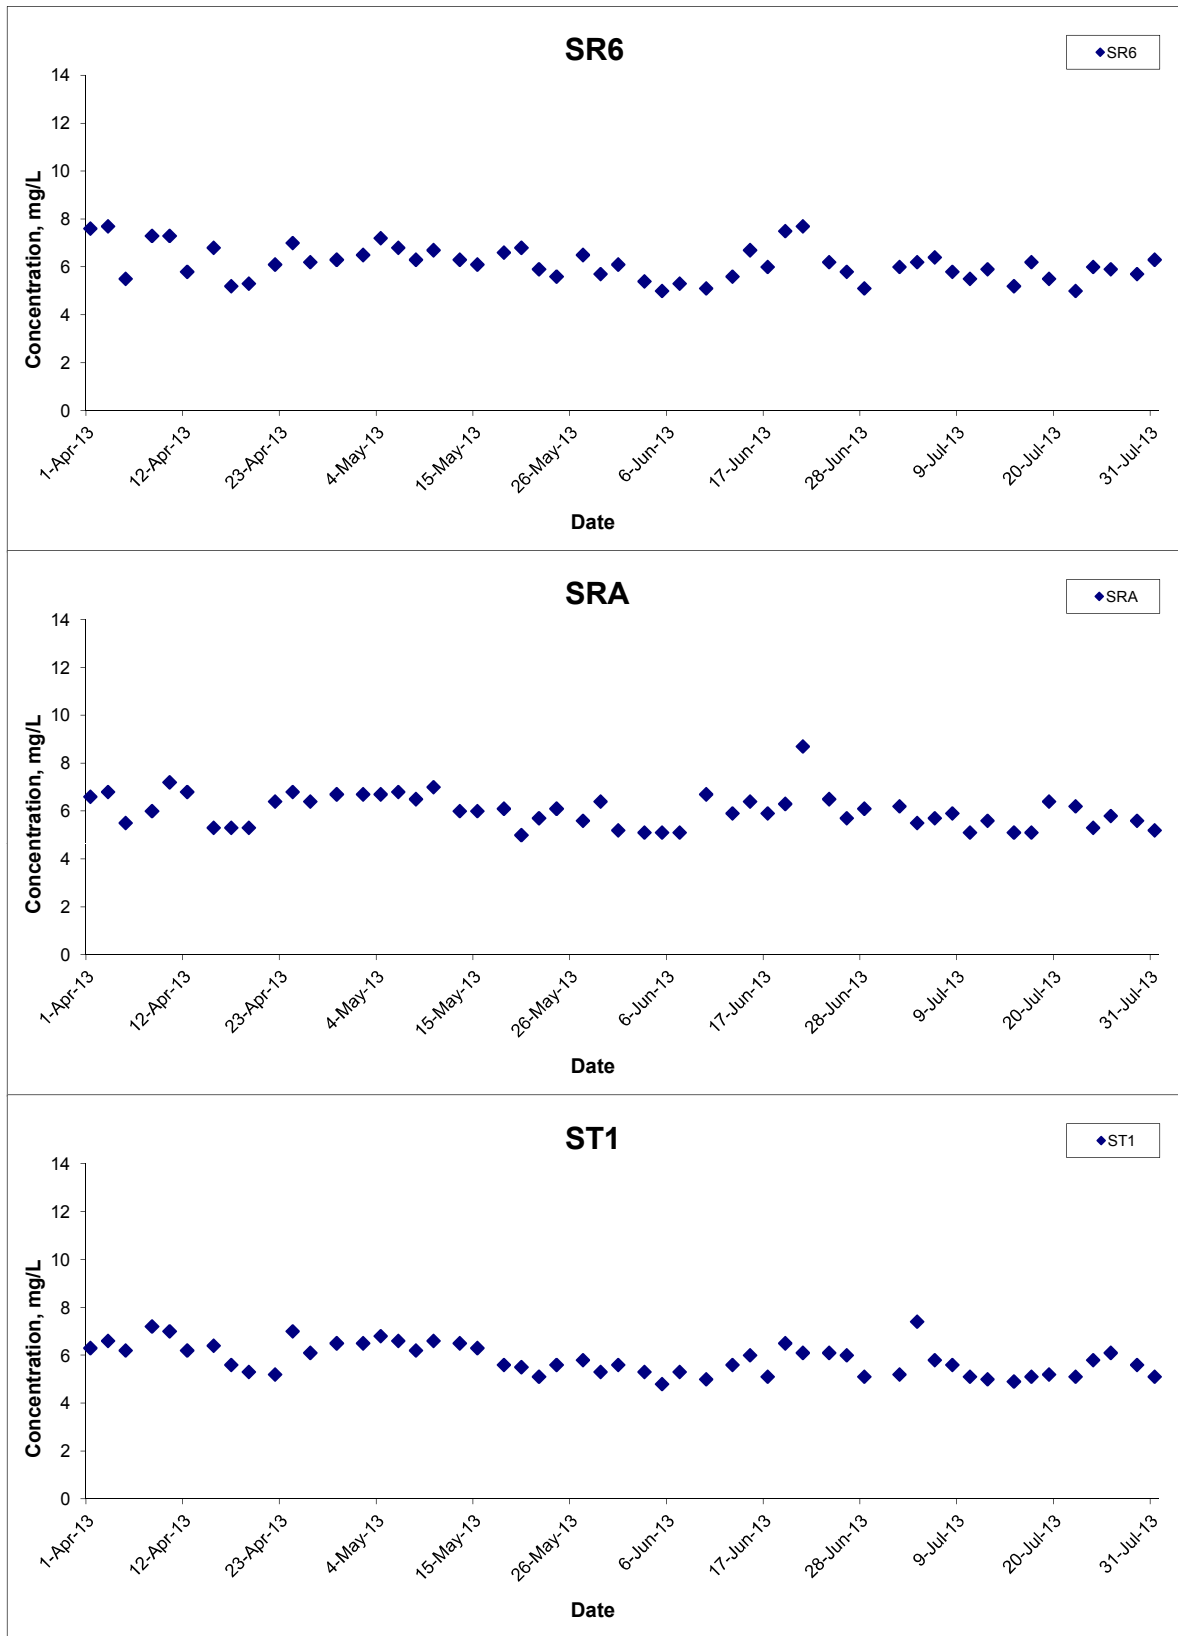 SR6
SR6
14
12
10
8
6
4
2
0
Concentration, mg/L
1-Apr-13
12-Apr-13
23-Apr-13
4-May-13
15-May-13
26-May-13
6-Jun-13
17-Jun-13
28-Jun-13
9-Jul-13
20-Jul-13
31-Jul-13
Date
SRA
SRA
14
12
10
8
6
4
2
0
Concentration, mg/L
1-Apr-13
12-Apr-13
23-Apr-13
4-May-13
15-May-13
26-May-13
6-Jun-13
17-Jun-13
28-Jun-13
9-Jul-13
20-Jul-13
31-Jul-13
Date
ST1
ST1
14
12
10
8
6
4
2
0
Concentration, mg/L
1-Apr-13
12-Apr-13
23-Apr-13
4-May-13
15-May-13
26-May-13
6-Jun-13
17-Jun-13
28-Jun-13
9-Jul-13
20-Jul-13
31-Jul-13
Date